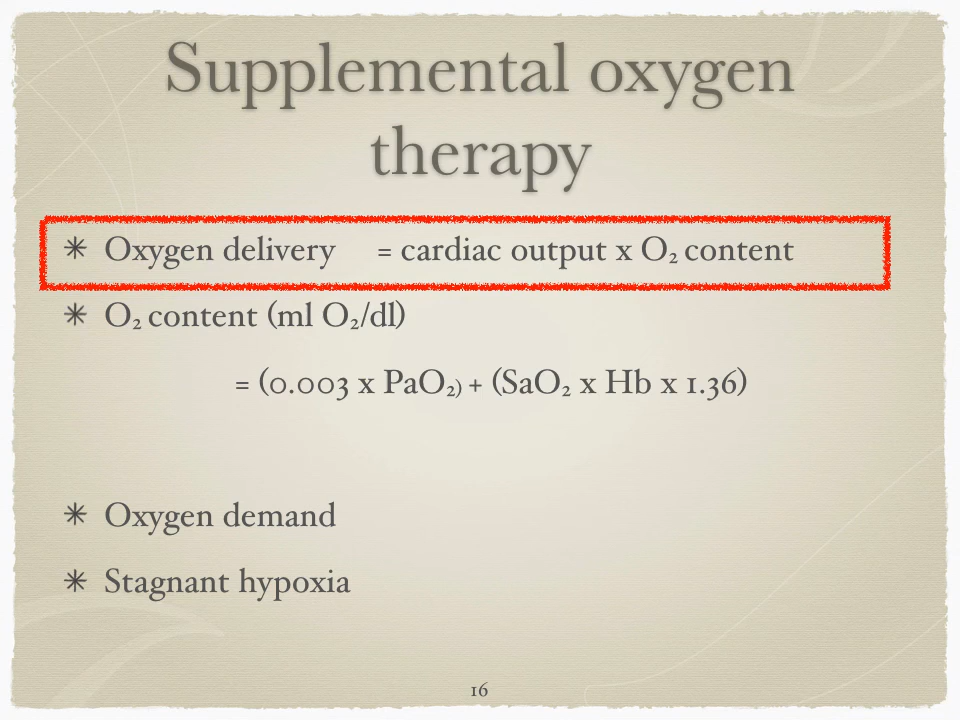 Supplemental oxygen
therapy
✳ Oxygen delivery = cardiac output x O₂ content
✳ O₂ content (ml O₂/dl)
= (0.003 x PaO₂₎ + (SaO₂ x Hb x 1.36)
✳ Oxygen demand
✳ Stagnant hypoxia
16